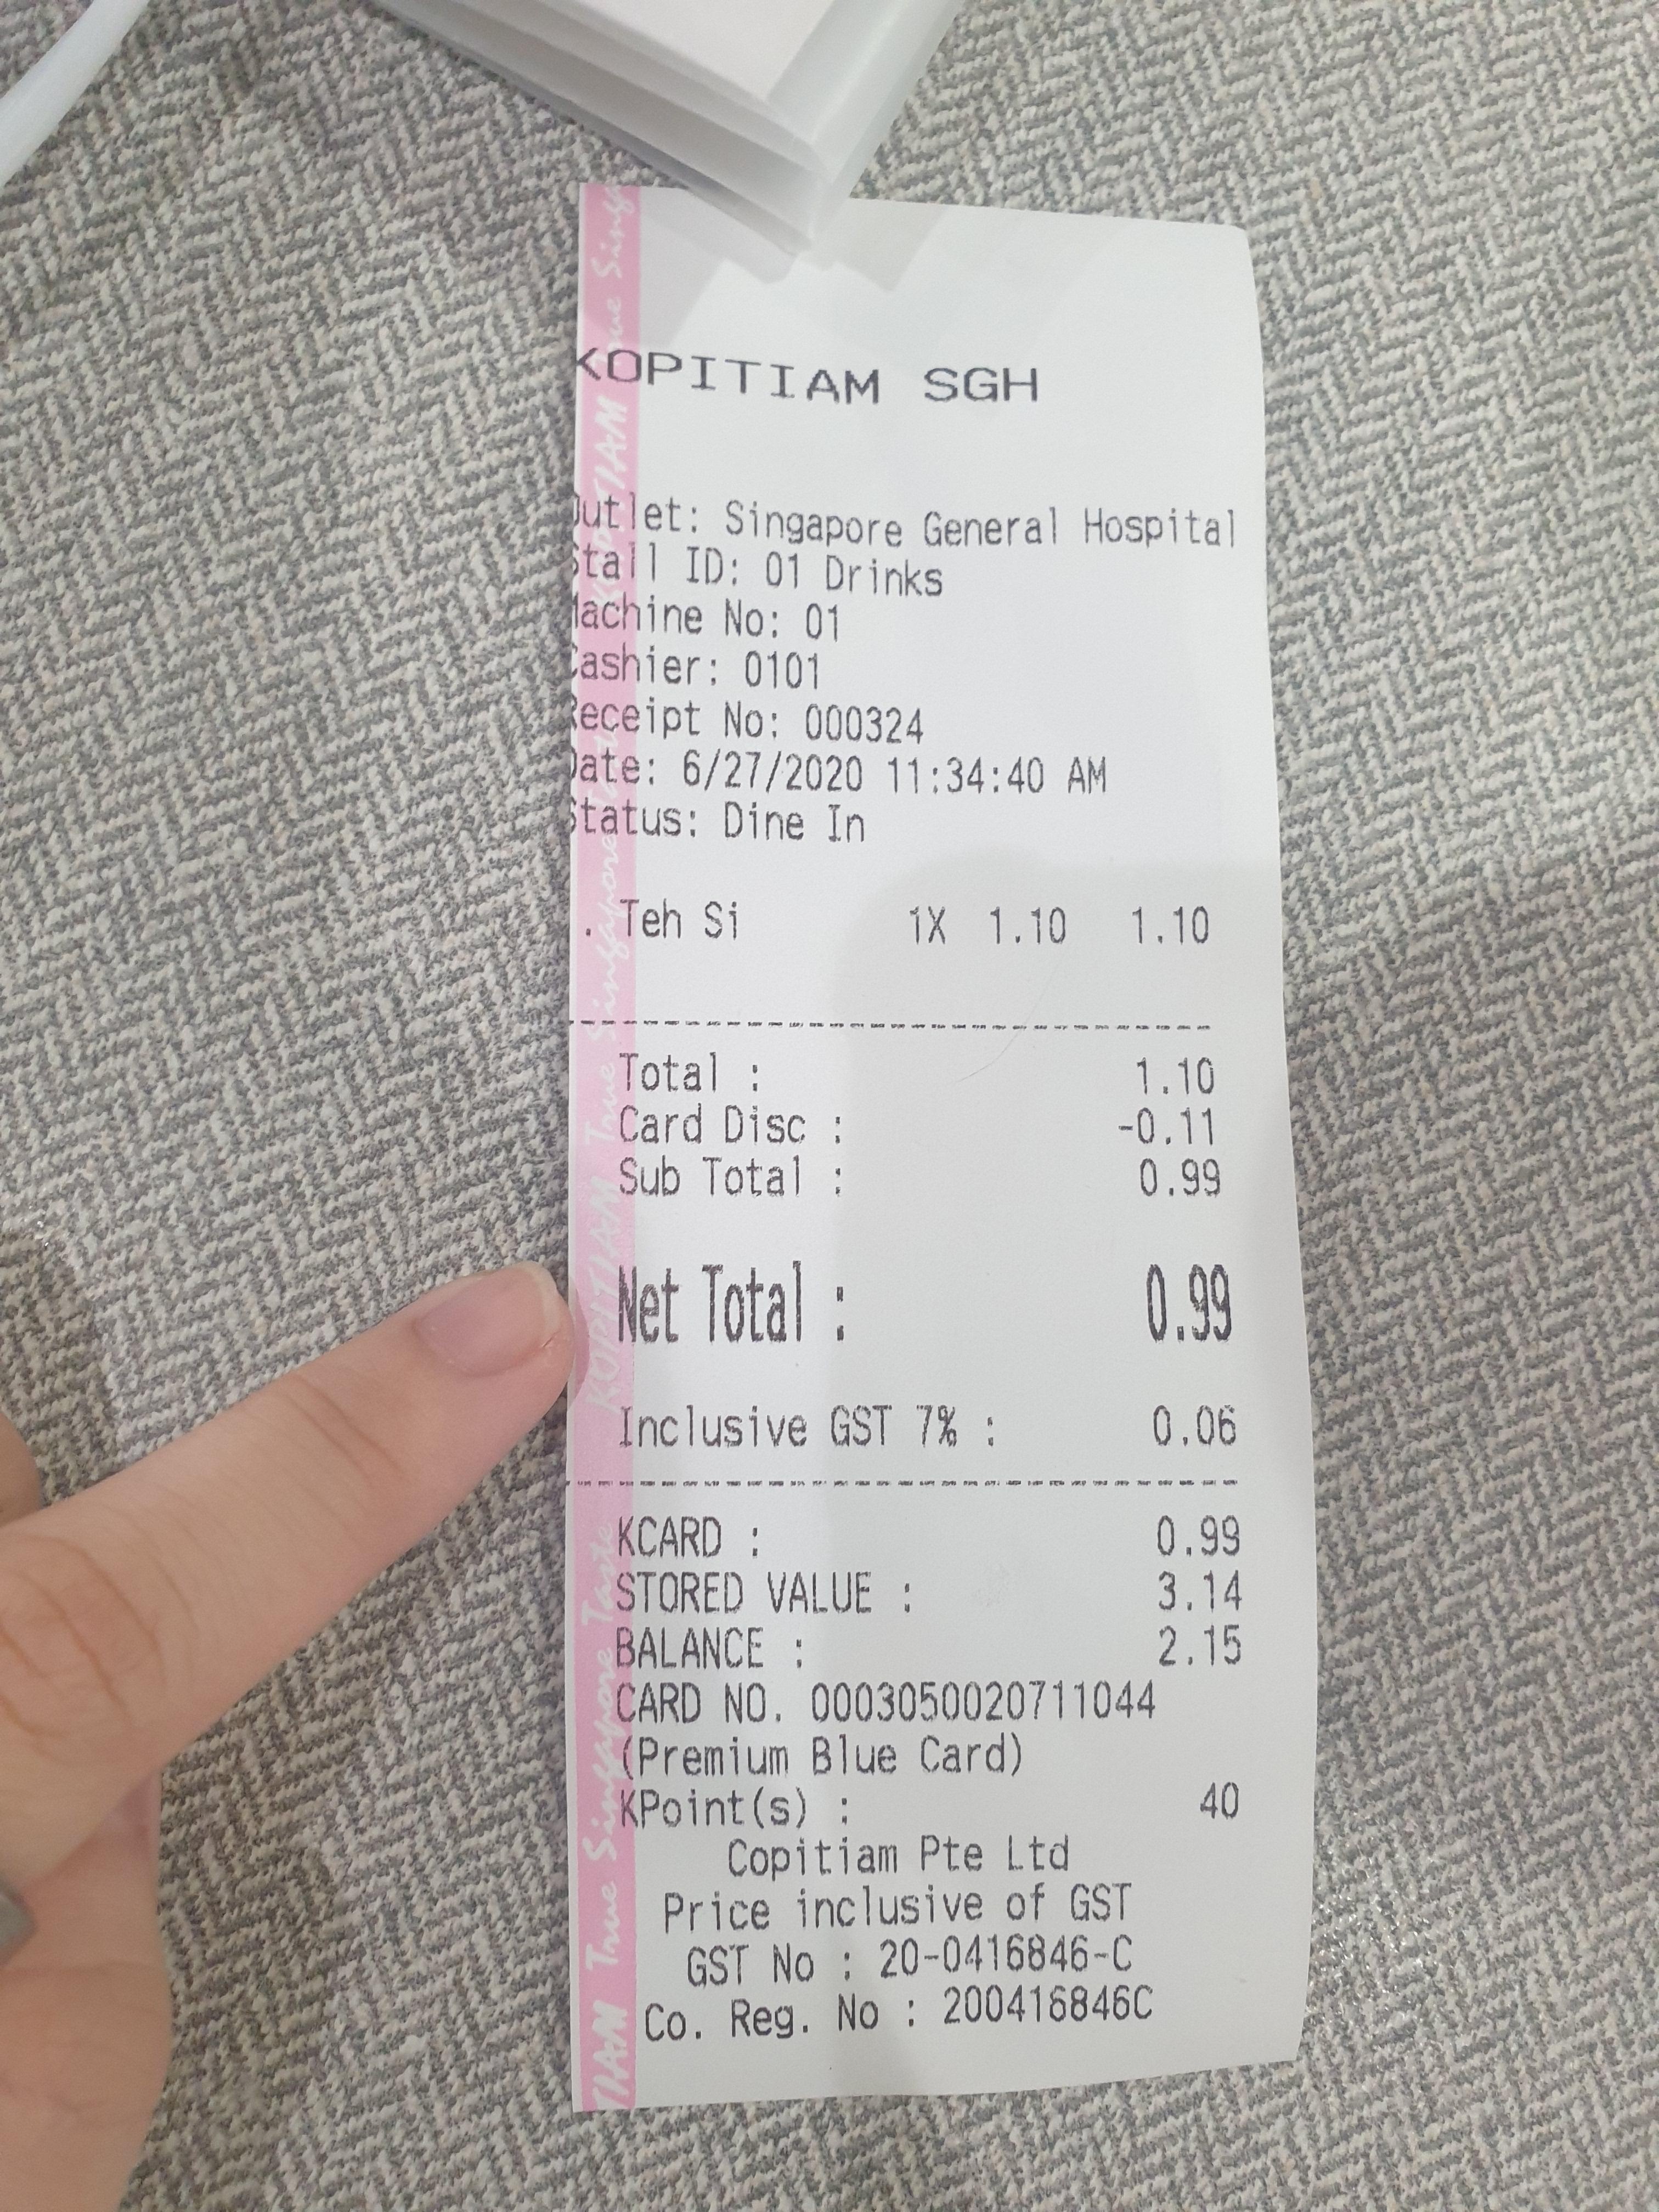 KOPITIAM SGH
Outlet: Singapore General Hospital
Stall ID: 01 Drinks
Machine No: 01
Cashier: 0101
Receipt No: 000324
Date: 6/27/2020 11:34:40 AM
Status: Dine In
. Teh Si 1X 1.10 1.10
Total : 1.10
Card Disc : -0.11
Sub Total : 0.99
Net Total : 0.99
Inclusive GST 7% : 0.06
KCARD : 0.99
STORED VALUE : 3.14
BALANCE : 2.15
CARD NO. 0003050020711044
(Premium Blue Card)
KPoint(s) : 40
Copitiam Pte Ltd
Price inclusive of GST
GST No : 20-0416846-C
Co. Reg. No : 200416846C
TIAM True Singapore Taste KOPITIAM True Singapore Taste KOPITIAM True Singa